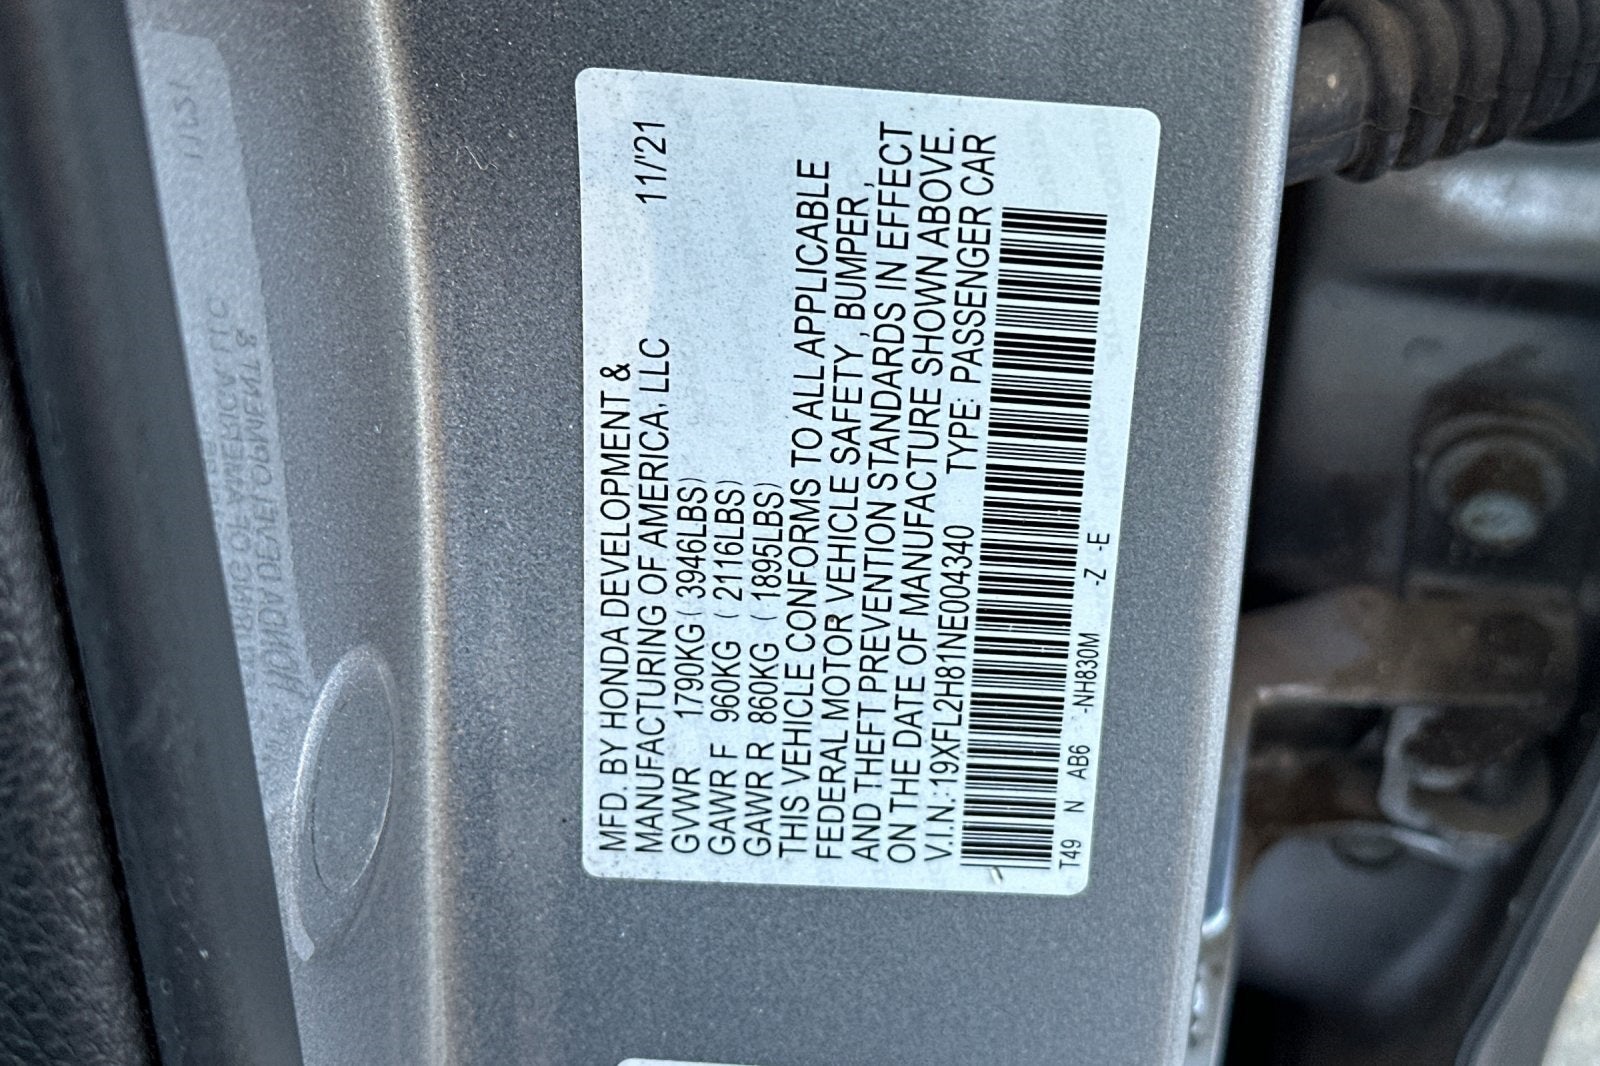 MFD. BY HONDA DEVELOPMENT &
MANUFACTURING OF AMERICA, LLC 11/'21
GVWR 1790KG ( 3946LBS)
GAWR F 960KG ( 2116LBS)
GAWR R 860KG ( 1895LBS)
THIS VEHICLE CONFORMS TO ALL APPLICABLE
FEDERAL MOTOR VEHICLE SAFETY , BUMPER ,
AND THEFT PREVENTION STANDARDS IN EFFECT
ON THE DATE OF MANUFACTURE SHOWN ABOVE.
V.I.N.:19XFL2H81NE004340 TYPE: PASSENGER CAR
T49 N AB6 -NH830M -Z -E